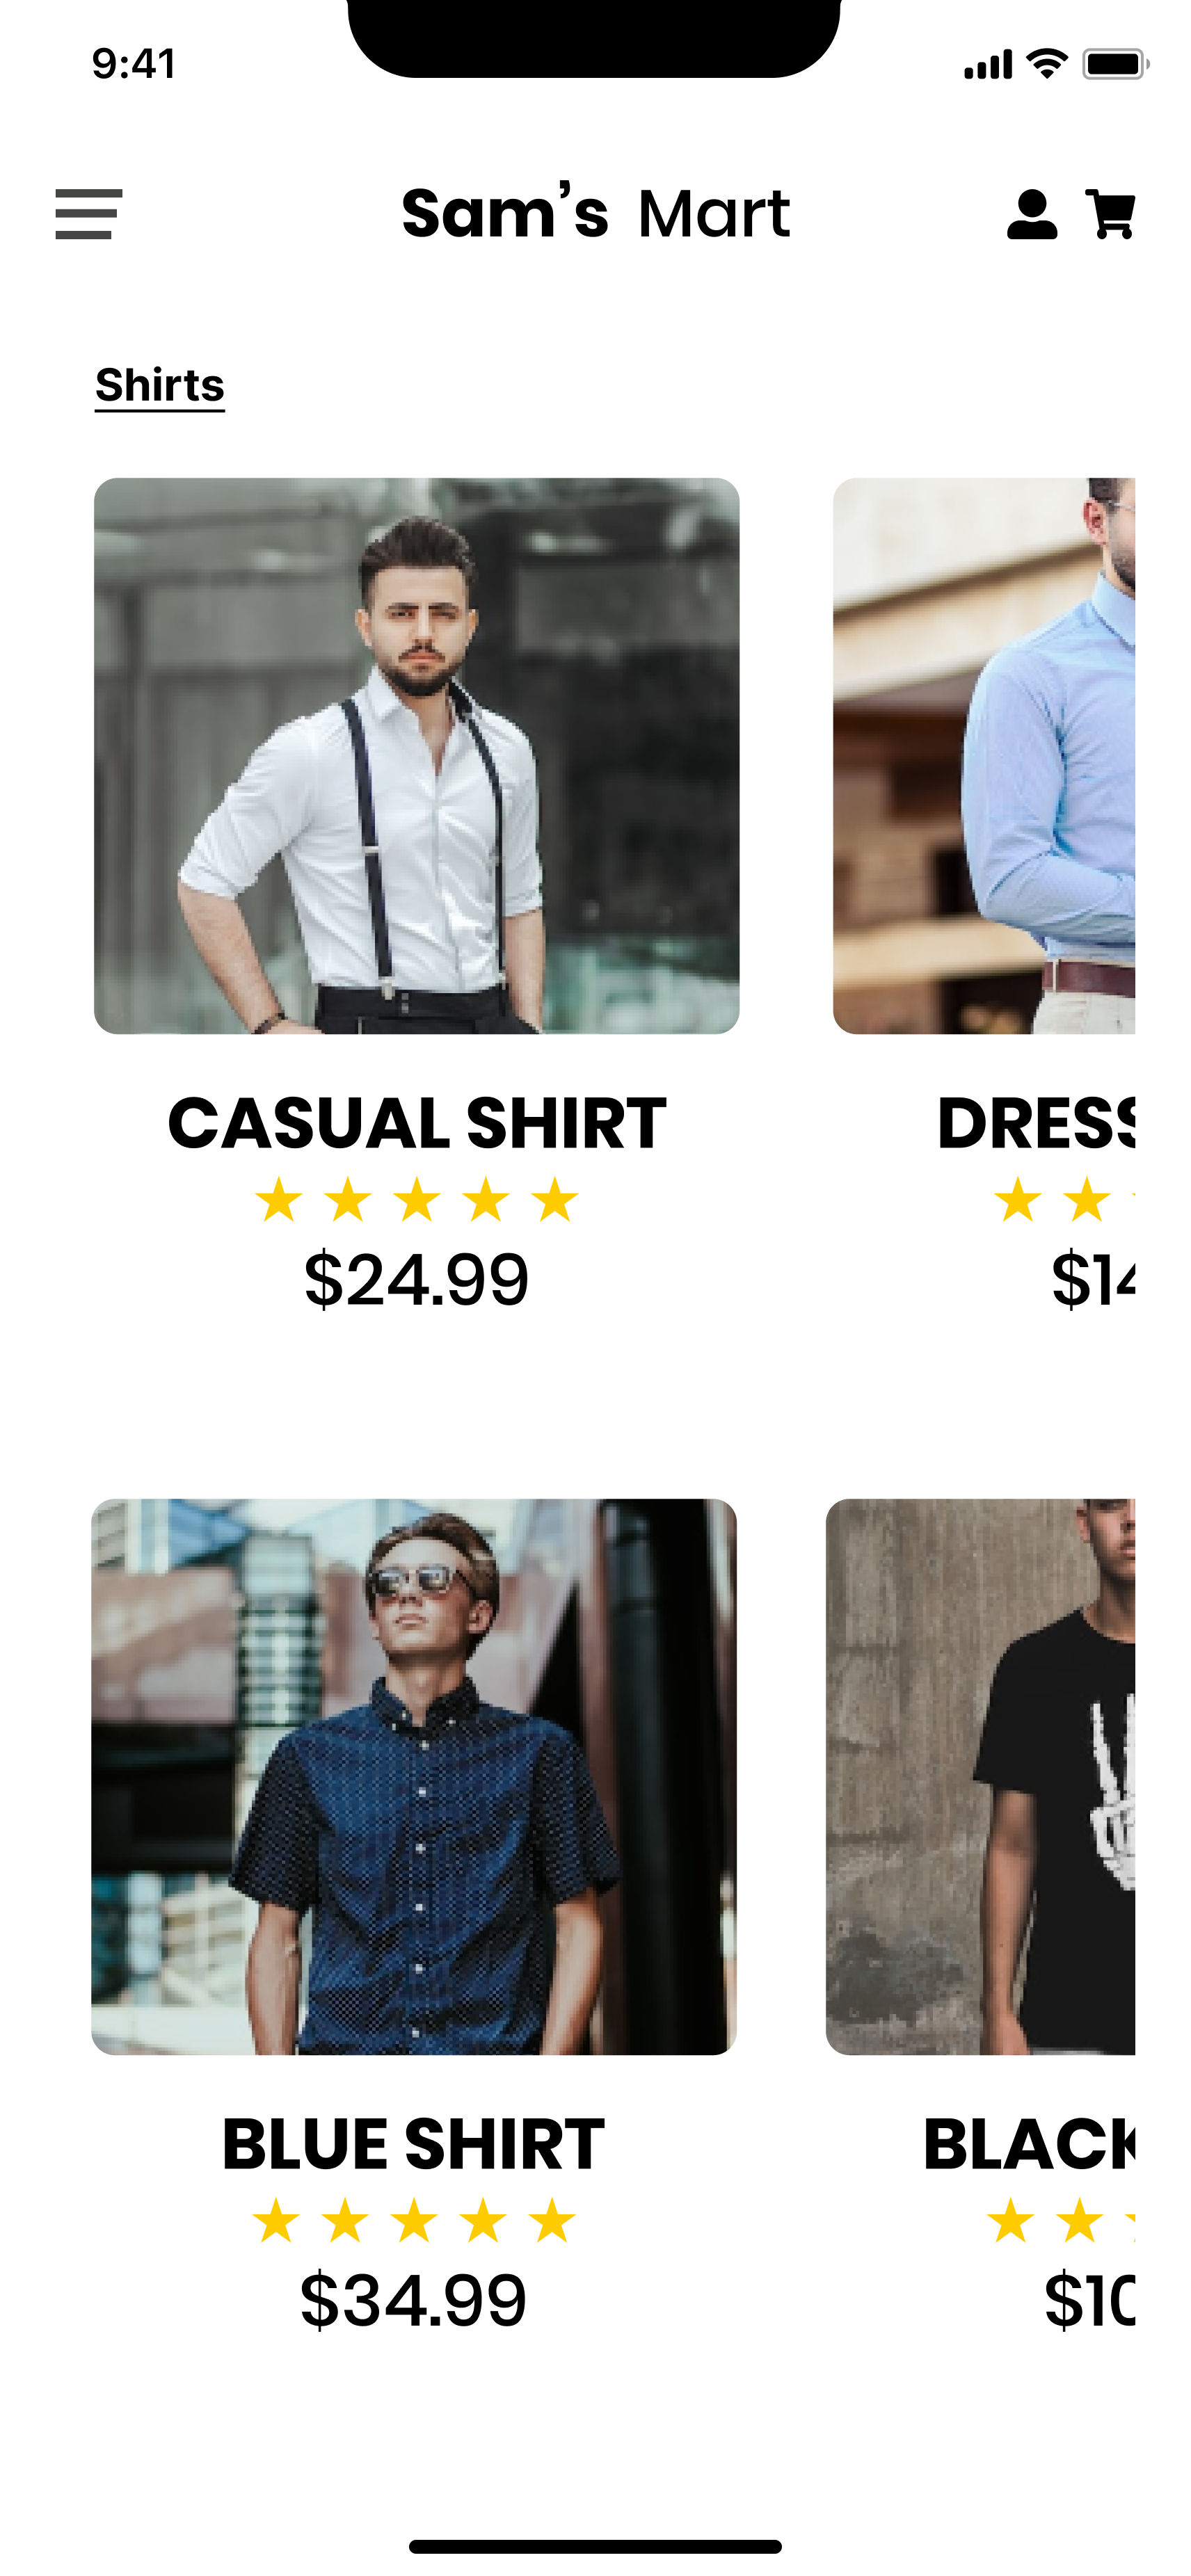 9:41
Sam’s Mart
Shirts
CASUAL SHIRT
$24.99
BLUE SHIRT
$34.99